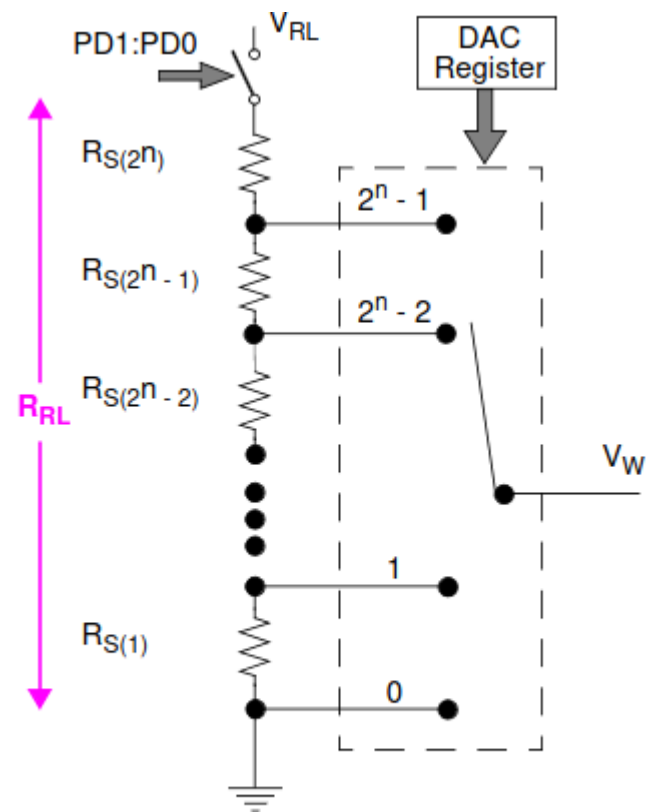 V_RL
PD1:PD0
DAC
Register
R_S(2^n)
2^n - 1
R_S(2^n - 1)
2^n - 2
R_S(2^n - 2)
R_RL
V_W
1
R_S(1)
0